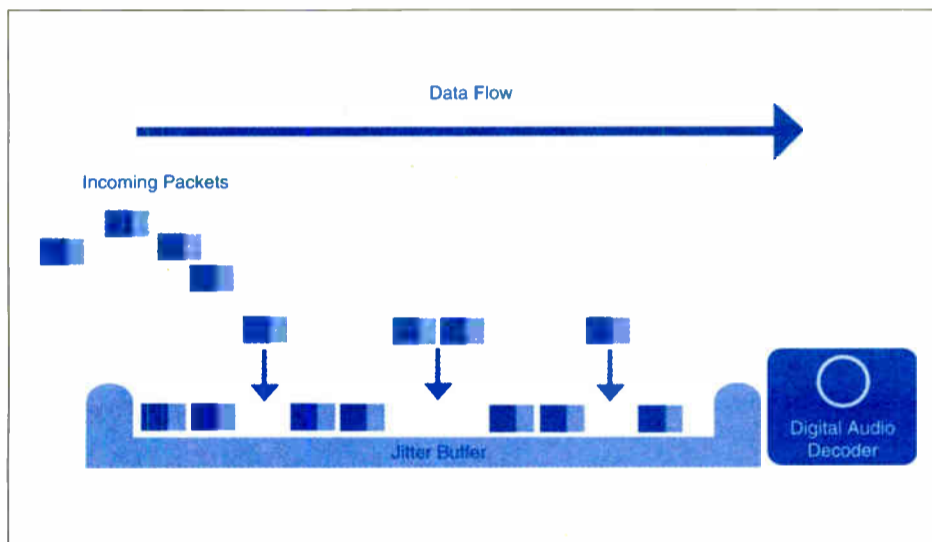 Data Flow
Incoming Packets
Jitter Buffer
Digital Audio
Decoder